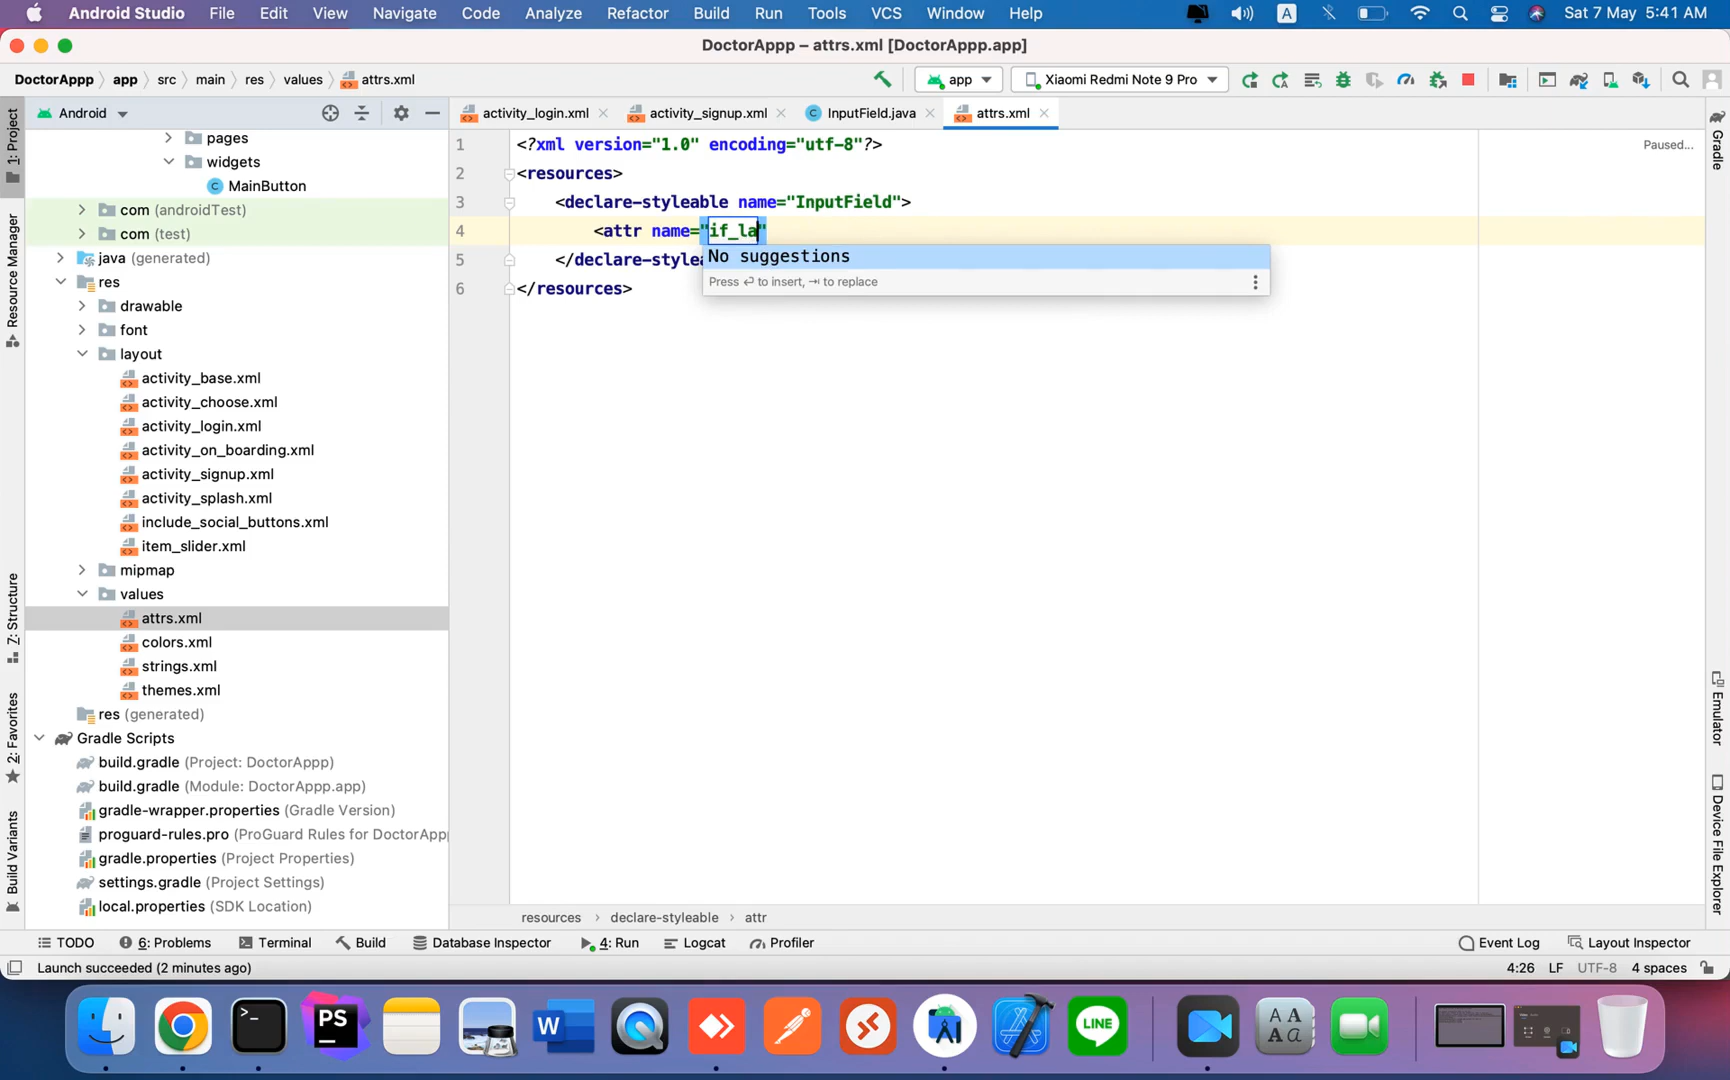 Android Studio File Edit View Navigate Code Analyze Refactor Build Run Tools VCS Window Help A Sat 7 May 5:41 AM
DoctorAppp – attrs.xml [DoctorAppp.app]
DoctorAppp > app > src > main > res > values > attrs.xml app Xiaomi Redmi Note 9 Pro
Android activity_login.xml activity_signup.xml InputField.java attrs.xml
1: Project
Resource Manager
7: Structure
2: Favorites
Build Variants
pages
widgets
MainButton
com (androidTest)
com (test)
java (generated)
res
drawable
font
layout
activity_base.xml
activity_choose.xml
activity_login.xml
activity_on_boarding.xml
activity_signup.xml
activity_splash.xml
include_social_buttons.xml
item_slider.xml
mipmap
values
attrs.xml
colors.xml
strings.xml
themes.xml
res (generated)
Gradle Scripts
build.gradle (Project: DoctorAppp)
build.gradle (Module: DoctorAppp.app)
gradle-wrapper.properties (Gradle Version)
proguard-rules.pro (ProGuard Rules for DoctorAppp
gradle.properties (Project Properties)
settings.gradle (Project Settings)
local.properties (SDK Location)
1 <?xml version="1.0" encoding="utf-8"?>
2 <resources>
3 <declare-styleable name="InputField">
4 <attr name="if_la"
5 </declare-style
6 </resources>
No suggestions
Press ⏎ to insert, ⇥ to replace
Paused...
Gradle
Emulator
Device File Explorer
resources > declare-styleable > attr
TODO 6: Problems Terminal Build Database Inspector 4: Run Logcat Profiler Event Log Layout Inspector
Launch succeeded (2 minutes ago) 4:26 LF UTF-8 4 spaces
>_ PS W LINE A A
A a